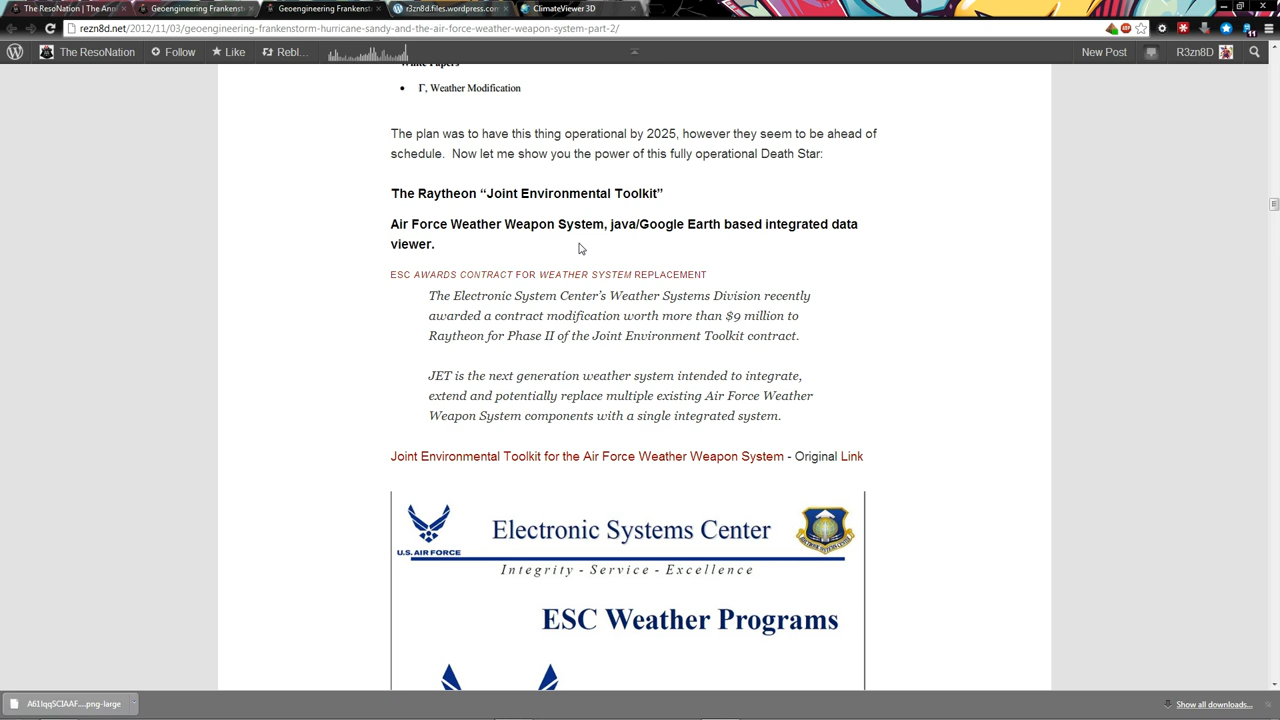 The ResoNation | The Angr
Geoengineering Frankenst
Geoengineering Frankenst
r3zn8d.files.wordpress.com
ClimateViewer 3D
rezn8d.net/2012/11/03/geoengineering-frankenstorm-hurricane-sandy-and-the-air-force-weather-weapon-system-part-2/
The ResoNation
Follow
Like
Rebl...
New Post
R3zn8D
White Papers
• Γ, Weather Modification
The plan was to have this thing operational by 2025, however they seem to be ahead of
schedule. Now let me show you the power of this fully operational Death Star:
The Raytheon “Joint Environmental Toolkit”
Air Force Weather Weapon System, java/Google Earth based integrated data
viewer.
ESC AWARDS CONTRACT FOR WEATHER SYSTEM REPLACEMENT
The Electronic System Center’s Weather Systems Division recently
awarded a contract modification worth more than $9 million to
Raytheon for Phase II of the Joint Environment Toolkit contract.
JET is the next generation weather system intended to integrate,
extend and potentially replace multiple existing Air Force Weather
Weapon System components with a single integrated system.
Joint Environmental Toolkit for the Air Force Weather Weapon System - Original Link
Electronic Systems Center
U.S. AIR FORCE
Integrity - Service - Excellence
ESC Weather Programs
A61IqqSCIAAF....png-large
Show all downloads...